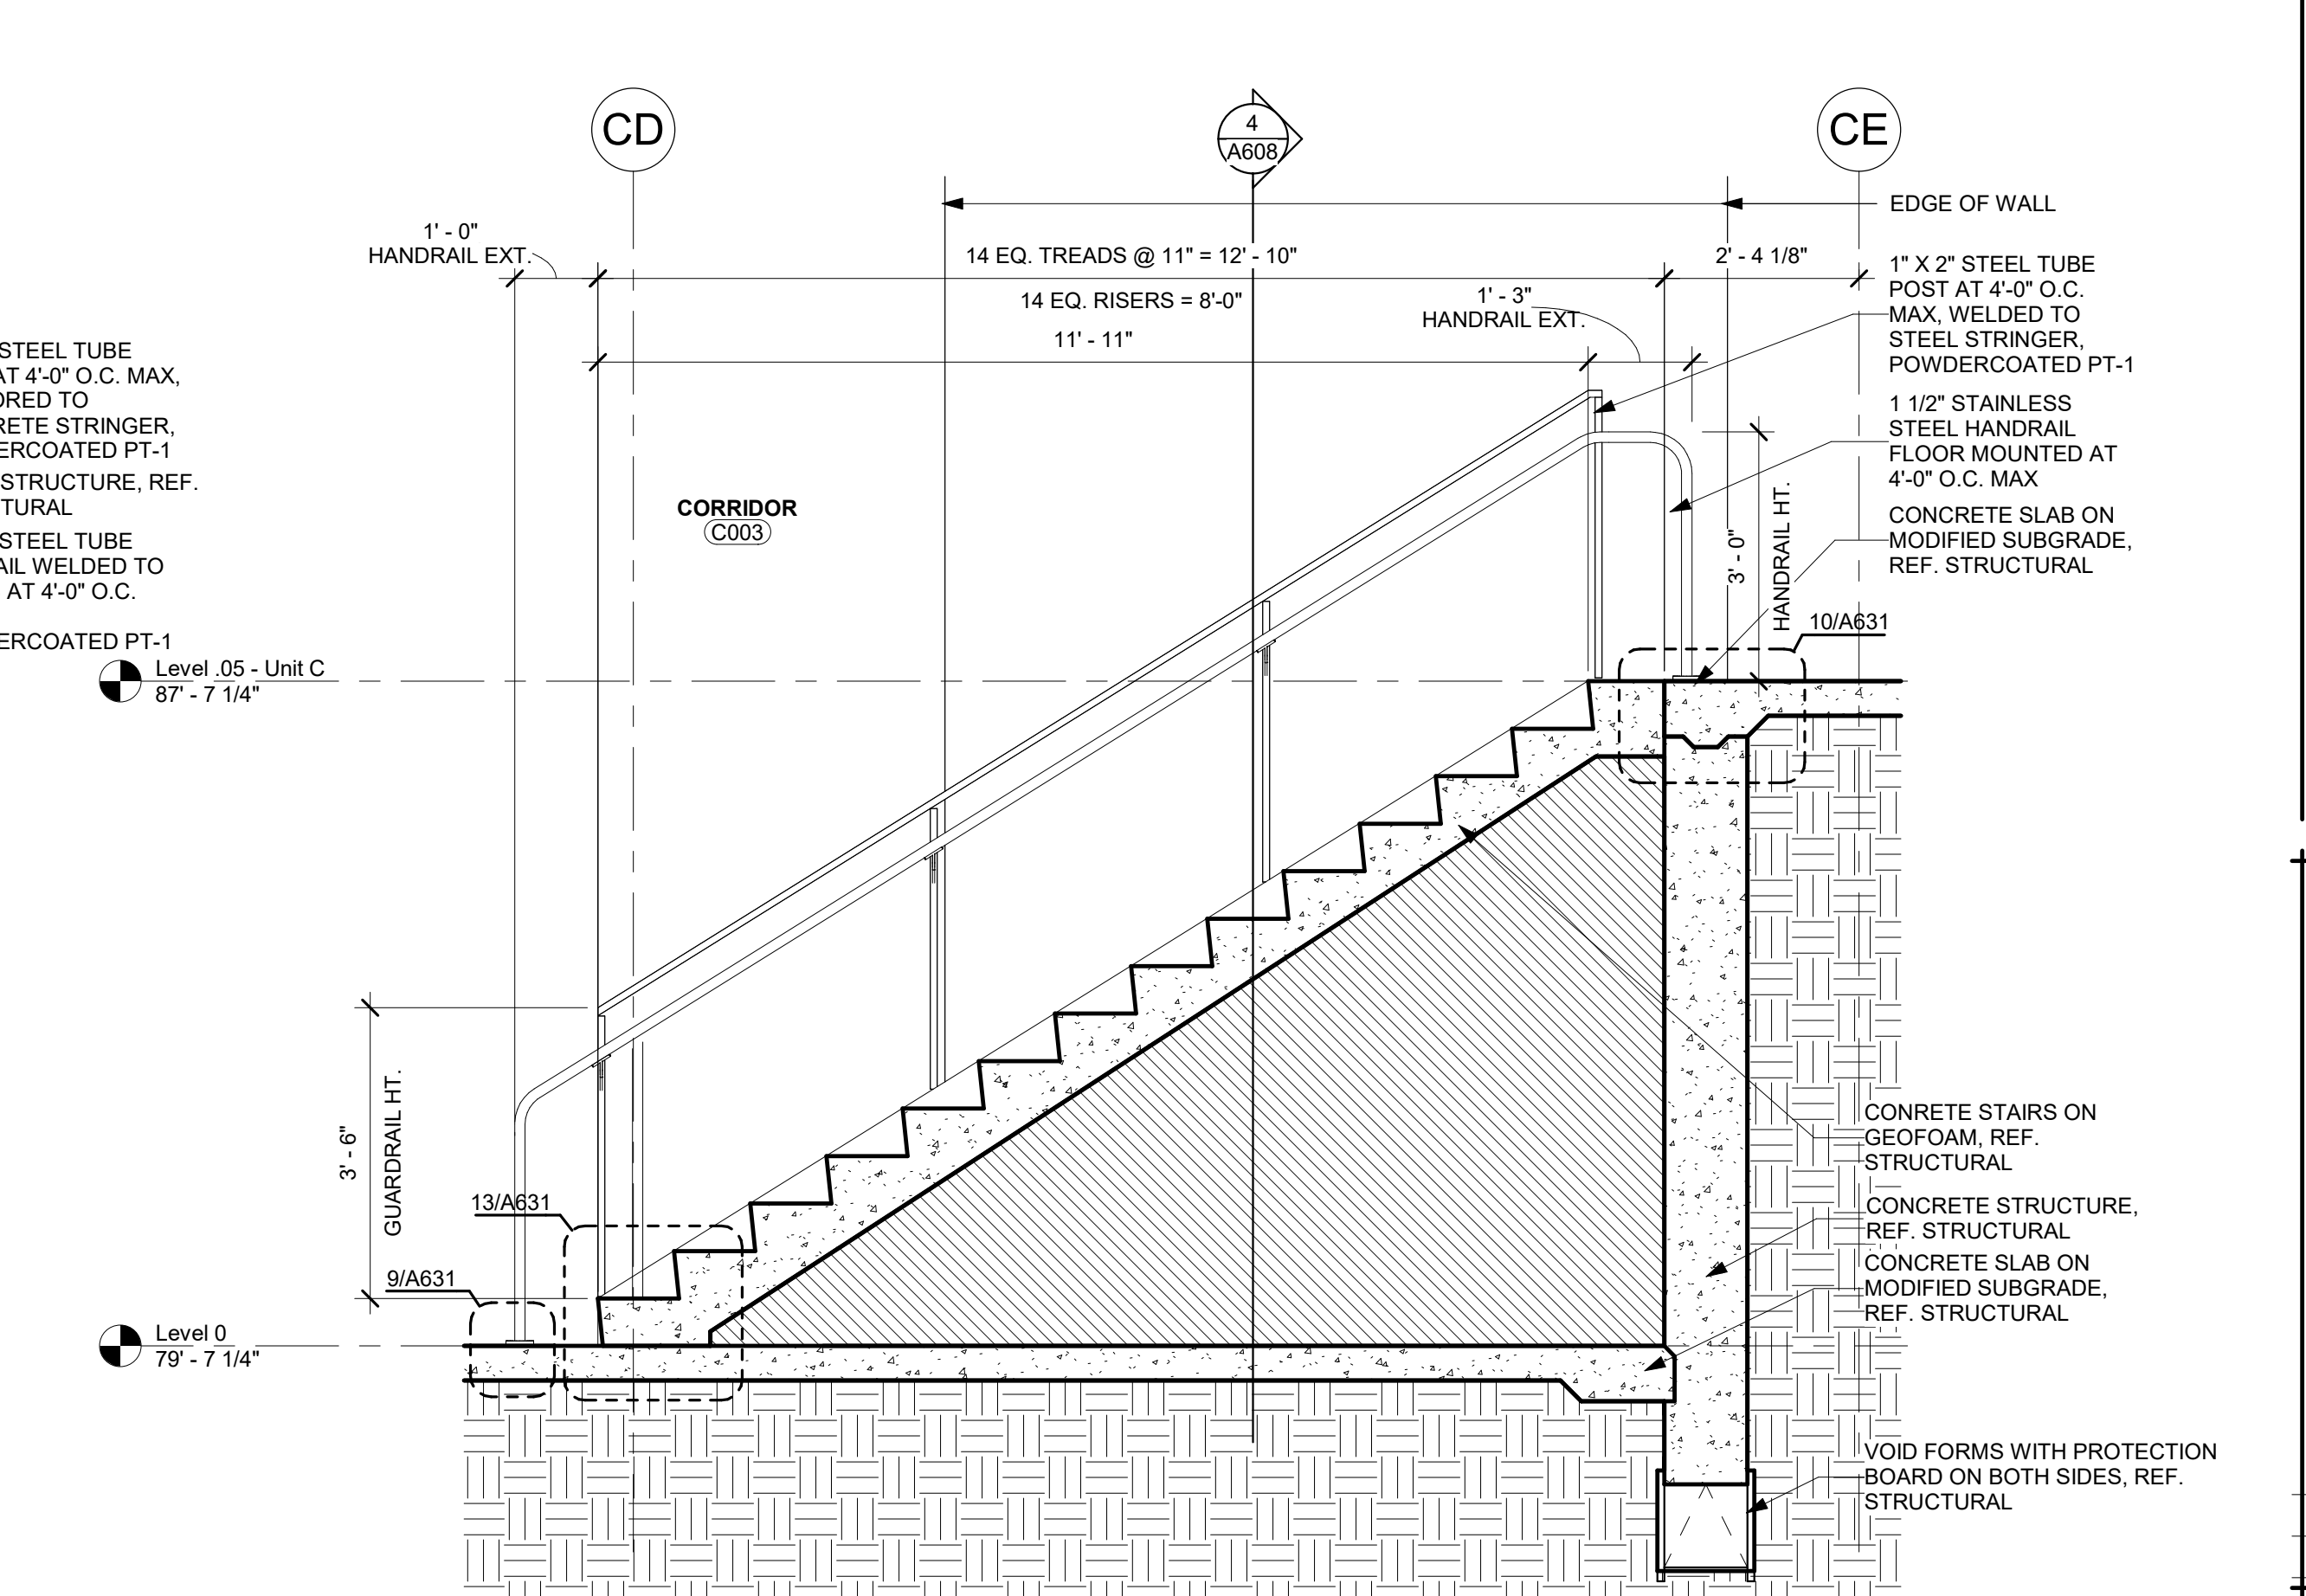 CD
4
A608
CE
EDGE OF WALL
1' - 0"
HANDRAIL EXT.
14 EQ. TREADS @ 11" = 12' - 10"
2' - 4 1/8"
14 EQ. RISERS = 8'-0"
11' - 11"
1' - 3"
HANDRAIL EXT.
1" X 2" STEEL TUBE
POST AT 4'-0" O.C.
MAX, WELDED TO
STEEL STRINGER,
POWDERCOATED PT-1
1 1/2" STAINLESS
STEEL HANDRAIL
FLOOR MOUNTED AT
4'-0" O.C. MAX
CONCRETE SLAB ON
MODIFIED SUBGRADE,
REF. STRUCTURAL
STEEL TUBE
AT 4'-0" O.C. MAX,
ORED TO
RETE STRINGER,
ERCOATED PT-1
STRUCTURE, REF.
TURAL
STEEL TUBE
AIL WELDED TO
AT 4'-0" O.C.
ERCOATED PT-1
CORRIDOR
C003
3' - 0"
HANDRAIL HT.
10/A631
Level .05 - Unit C
87' - 7 1/4"
3' - 6"
GUARDRAIL HT.
13/A631
9/A631
Level 0
79' - 7 1/4"
CONRETE STAIRS ON
GEOFOAM, REF.
STRUCTURAL
CONCRETE STRUCTURE,
REF. STRUCTURAL
CONCRETE SLAB ON
MODIFIED SUBGRADE,
REF. STRUCTURAL
VOID FORMS WITH PROTECTION
BOARD ON BOTH SIDES, REF.
STRUCTURAL